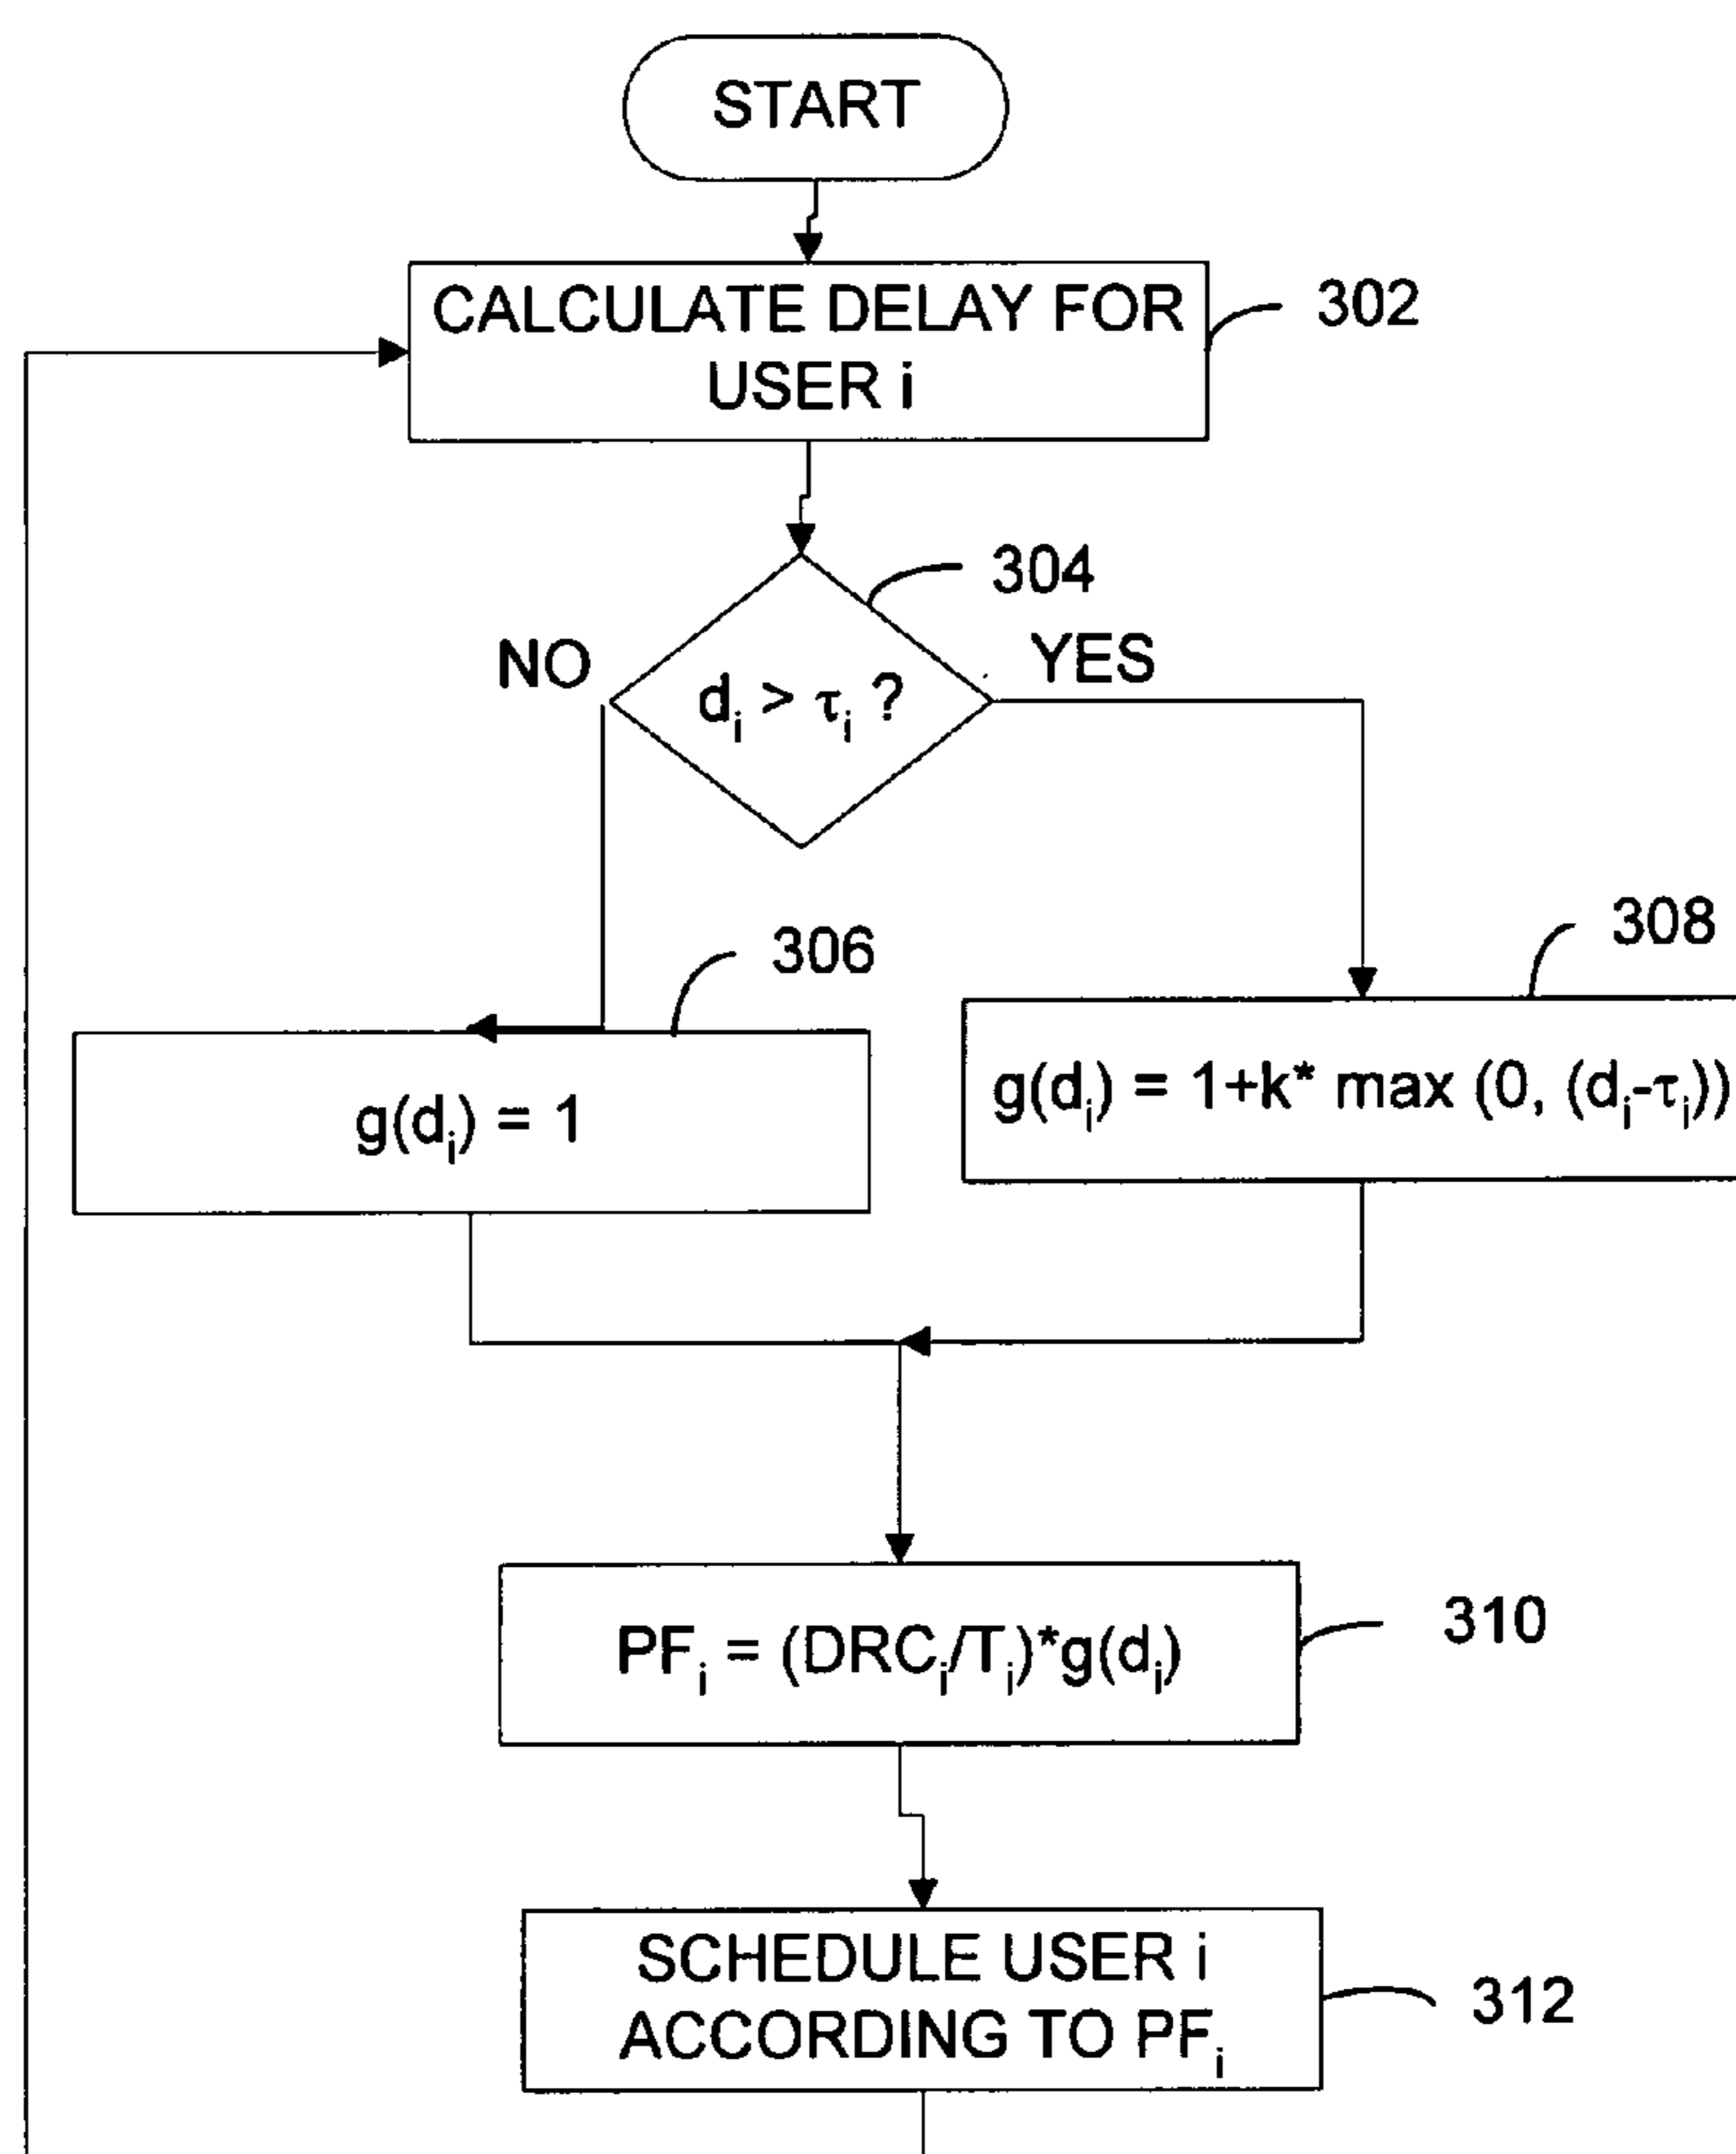 START
CALCULATE DELAY FOR
USER i
302
304
NO
YES
dᵢ > τᵢ ?
306
308
g(dᵢ) = 1
g(dᵢ) = 1+k* max (0, (dᵢ-τᵢ))
PFᵢ = (DRCᵢ/Tᵢ)*g(dᵢ)
310
SCHEDULE USER i
ACCORDING TO PFᵢ
312